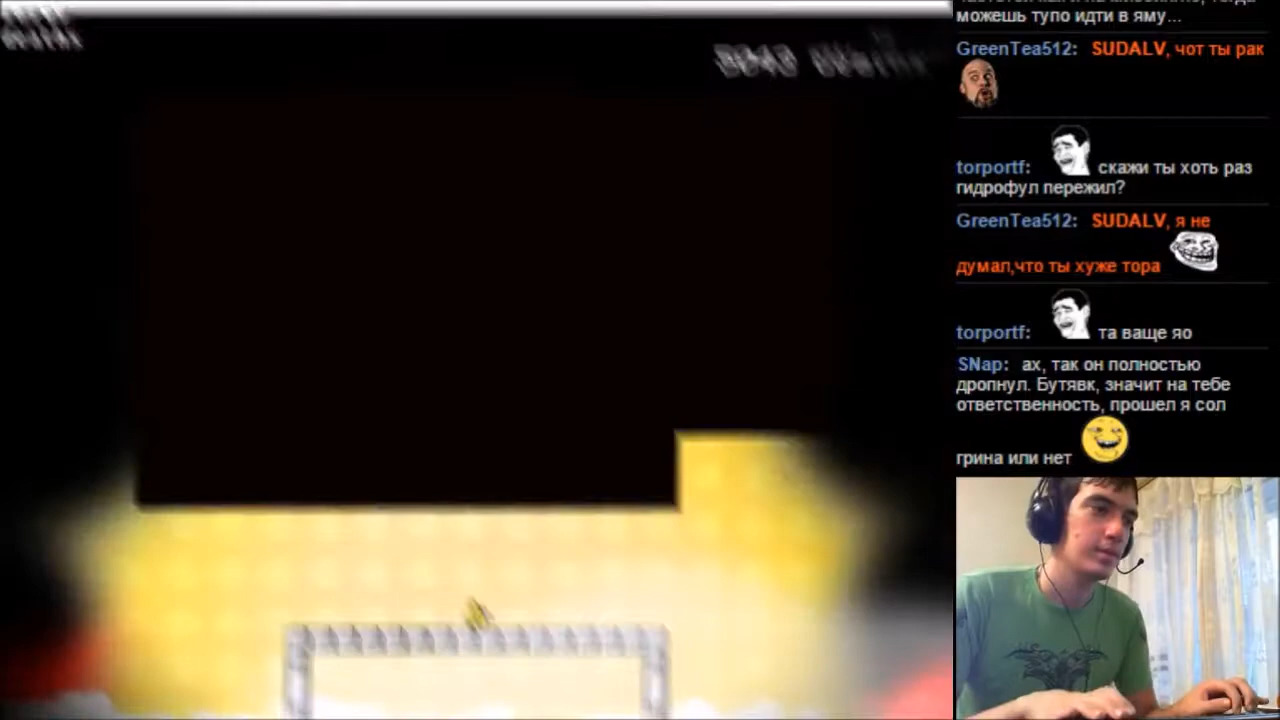 можешь тупо идти в яму...
GreenTea512: SUDALV, чот ты рак
torportf: скажи ты хоть раз
гидрофул пережил?
GreenTea512: SUDALV, я не
думал,что ты хуже тора
torportf: та ваще яо
SNap: ах, так он полностью
дропнул. Бутявк, значит на тебе
ответственность, прошел я сол
грина или нет